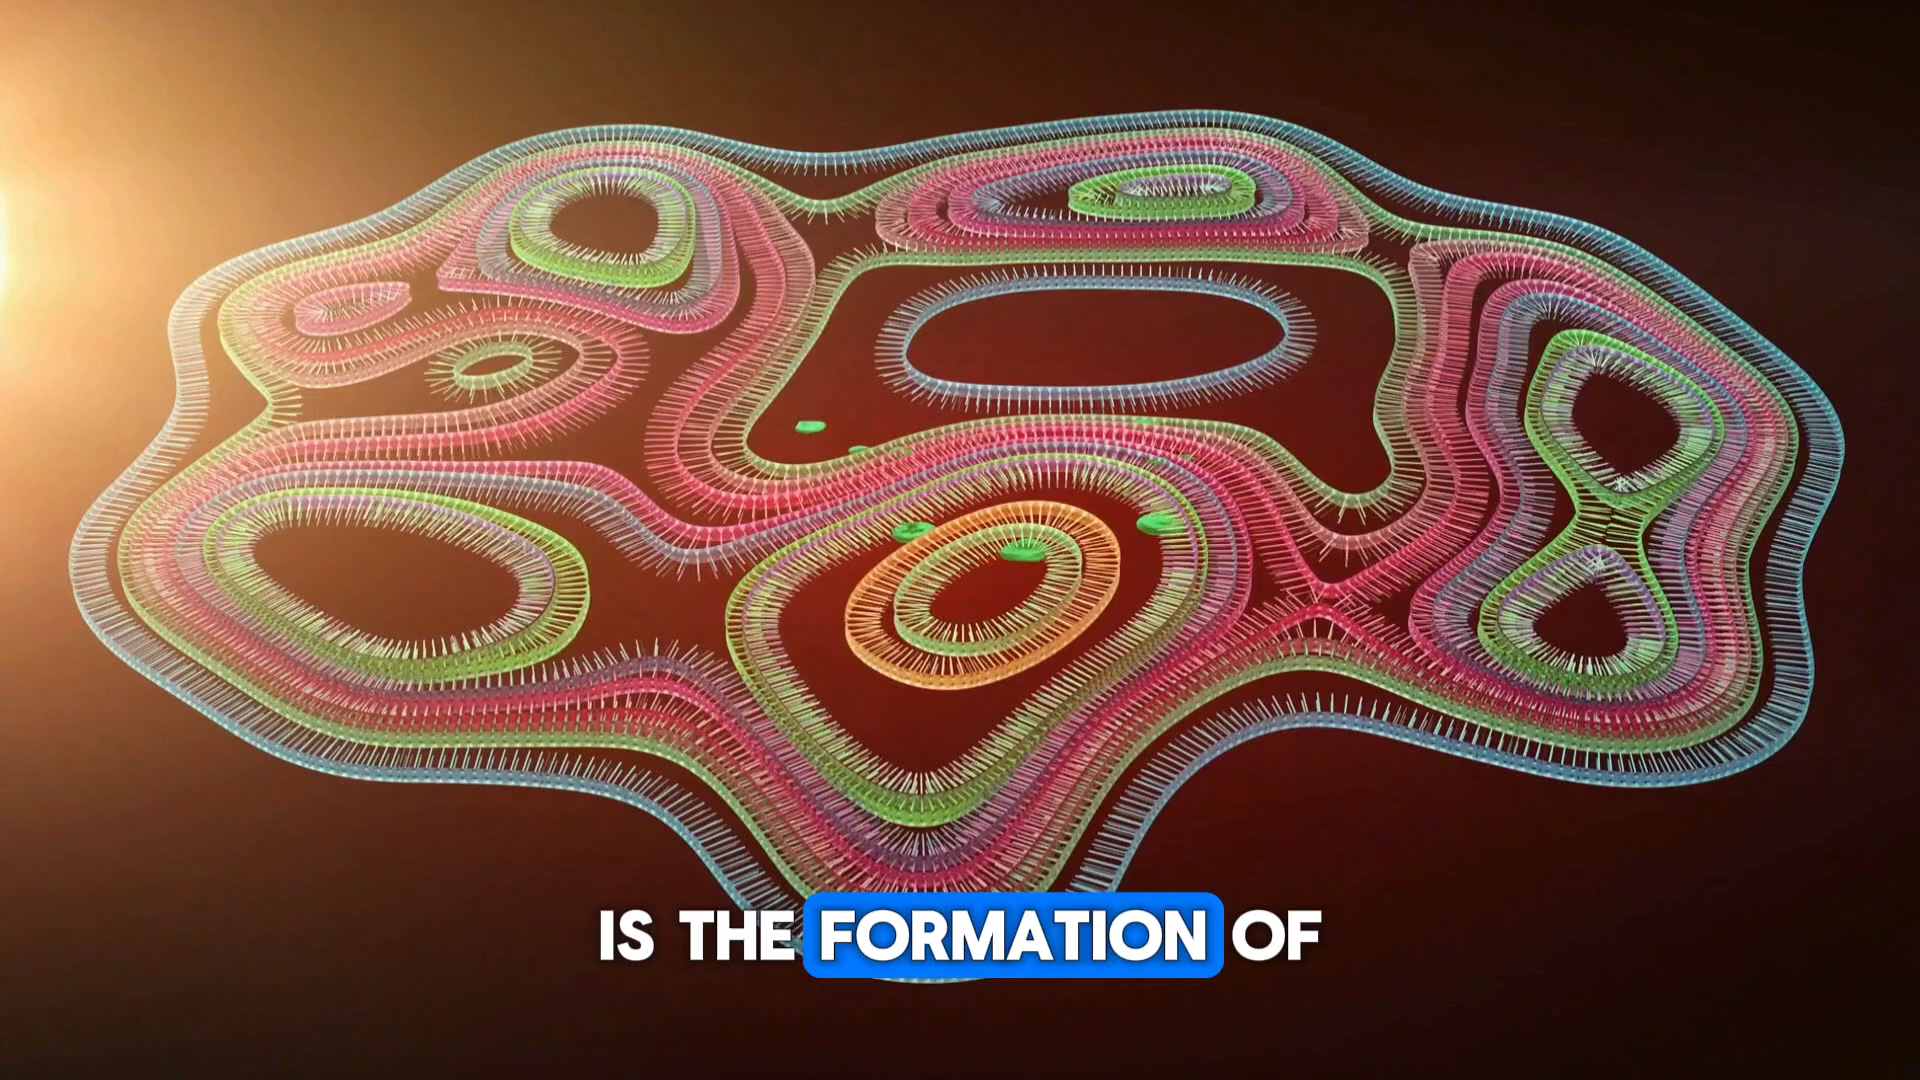 IS THE FORMATION OF